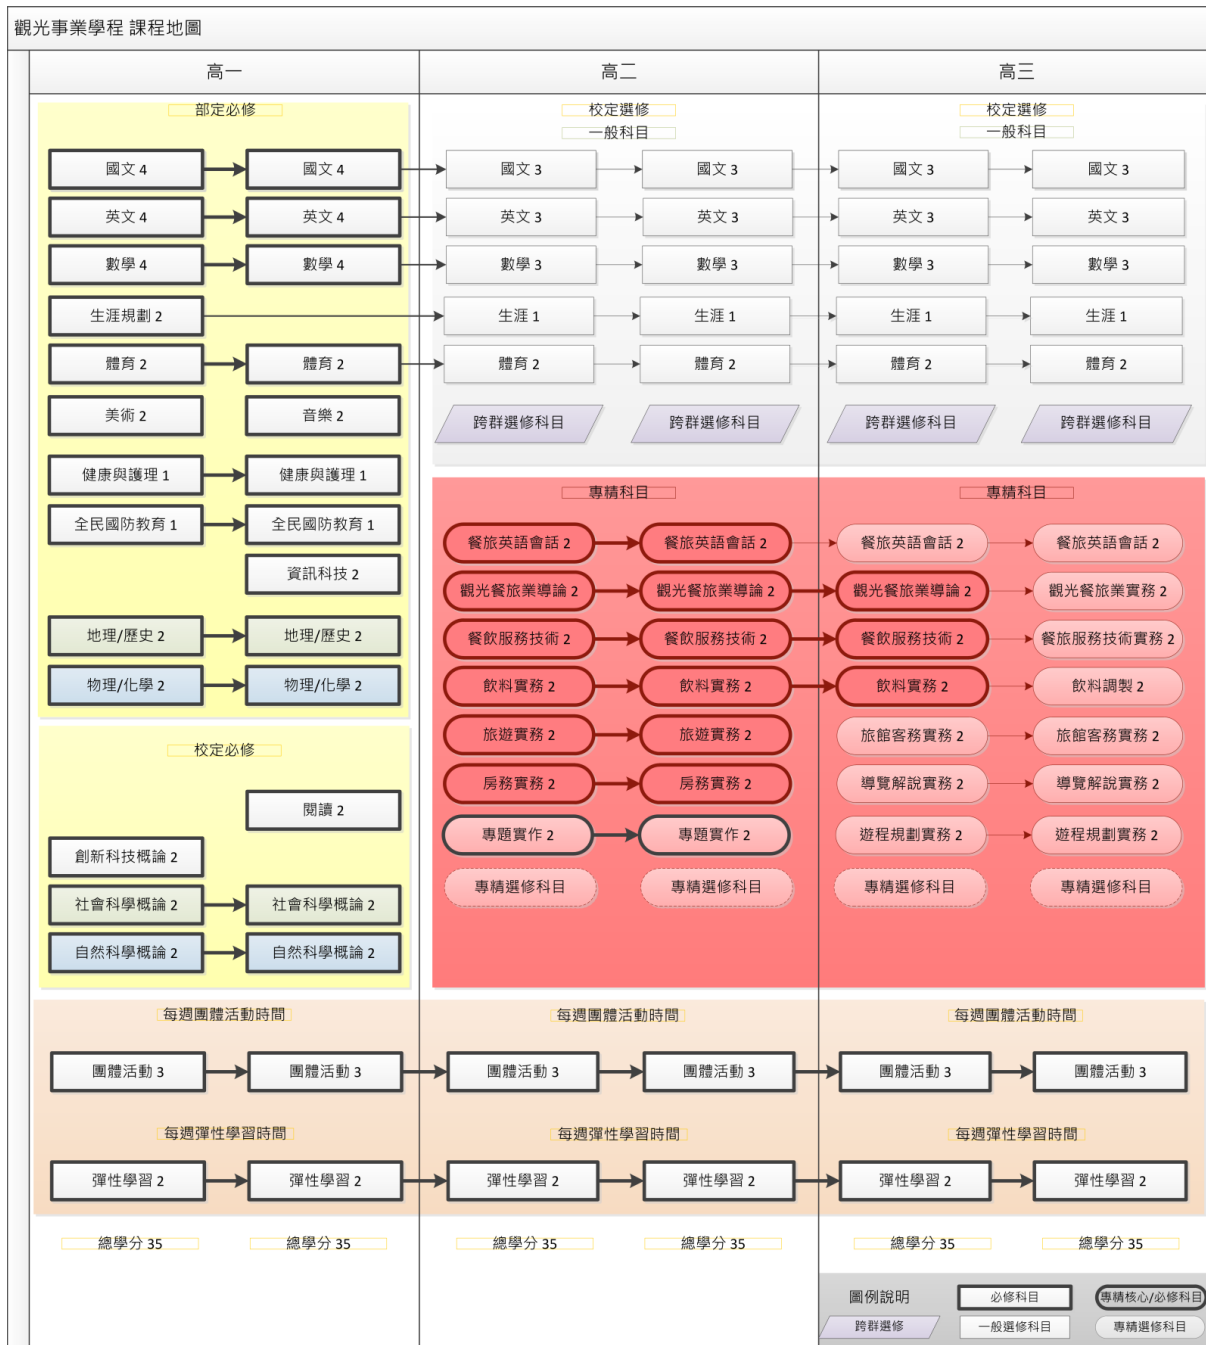 觀光事業學程 課程地圖
高一 高二 高三
部定必修 校定選修 校定選修
一般科目 一般科目
國文 4 國文 4 國文 3 國文 3 國文 3 國文 3
英文 4 英文 4 英文 3 英文 3 英文 3 英文 3
數學 4 數學 4 數學 3 數學 3 數學 3 數學 3
生涯規劃 2 生涯 1 生涯 1 生涯 1 生涯 1
體育 2 體育 2 體育 2 體育 2 體育 2 體育 2
美術 2 音樂 2 跨群選修科目 跨群選修科目 跨群選修科目 跨群選修科目
健康與護理 1 健康與護理 1
專精科目 專精科目
全民國防教育 1 全民國防教育 1 餐旅英語會話 2 餐旅英語會話 2 餐旅英語會話 2 餐旅英語會話 2
資訊科技 2 觀光餐旅業導論 2 觀光餐旅業導論 2 觀光餐旅業導論 2 觀光餐旅業實務 2
地理/歷史 2 地理/歷史 2 餐飲服務技術 2 餐飲服務技術 2 餐飲服務技術 2 餐旅服務技術實務 2
物理/化學 2 物理/化學 2 飲料實務 2 飲料實務 2 飲料實務 2 飲料調製 2
旅遊實務 2 旅遊實務 2 旅館客務實務 2 旅館客務實務 2
校定必修
房務實務 2 房務實務 2 導覽解說實務 2 導覽解說實務 2
閱讀 2
專題實作 2 專題實作 2 遊程規劃實務 2 遊程規劃實務 2
創新科技概論 2
專精選修科目 專精選修科目 專精選修科目 專精選修科目
社會科學概論 2 社會科學概論 2
自然科學概論 2 自然科學概論 2
每週團體活動時間 每週團體活動時間 每週團體活動時間
團體活動 3 團體活動 3 團體活動 3 團體活動 3 團體活動 3 團體活動 3
每週彈性學習時間 每週彈性學習時間 每週彈性學習時間
彈性學習 2 彈性學習 2 彈性學習 2 彈性學習 2 彈性學習 2 彈性學習 2
總學分 35 總學分 35 總學分 35 總學分 35 總學分 35 總學分 35
圖例說明 必修科目 專精核心/必修科目
跨群選修 一般選修科目 專精選修科目